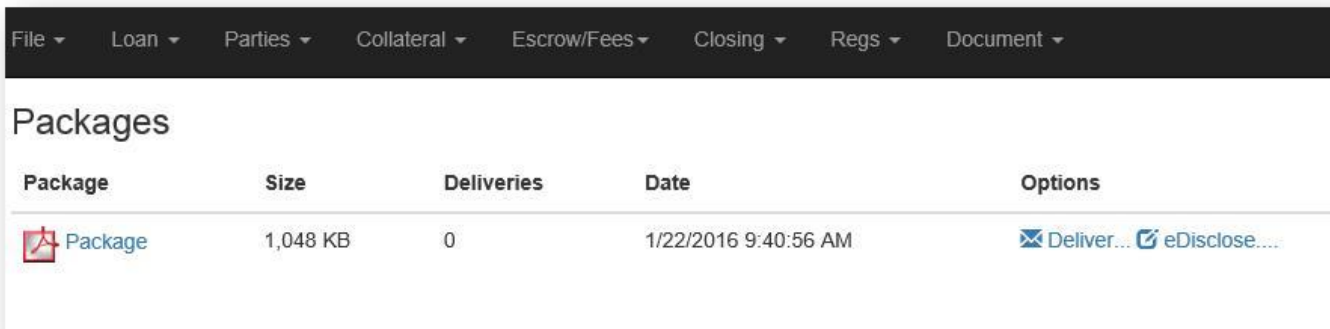 File Loan Parties Collateral Escrow/Fees Closing Regs Document
Packages
Package Size Deliveries Date Options
Package 1,048 KB 0 1/22/2016 9:40:56 AM Deliver... eDisclose....